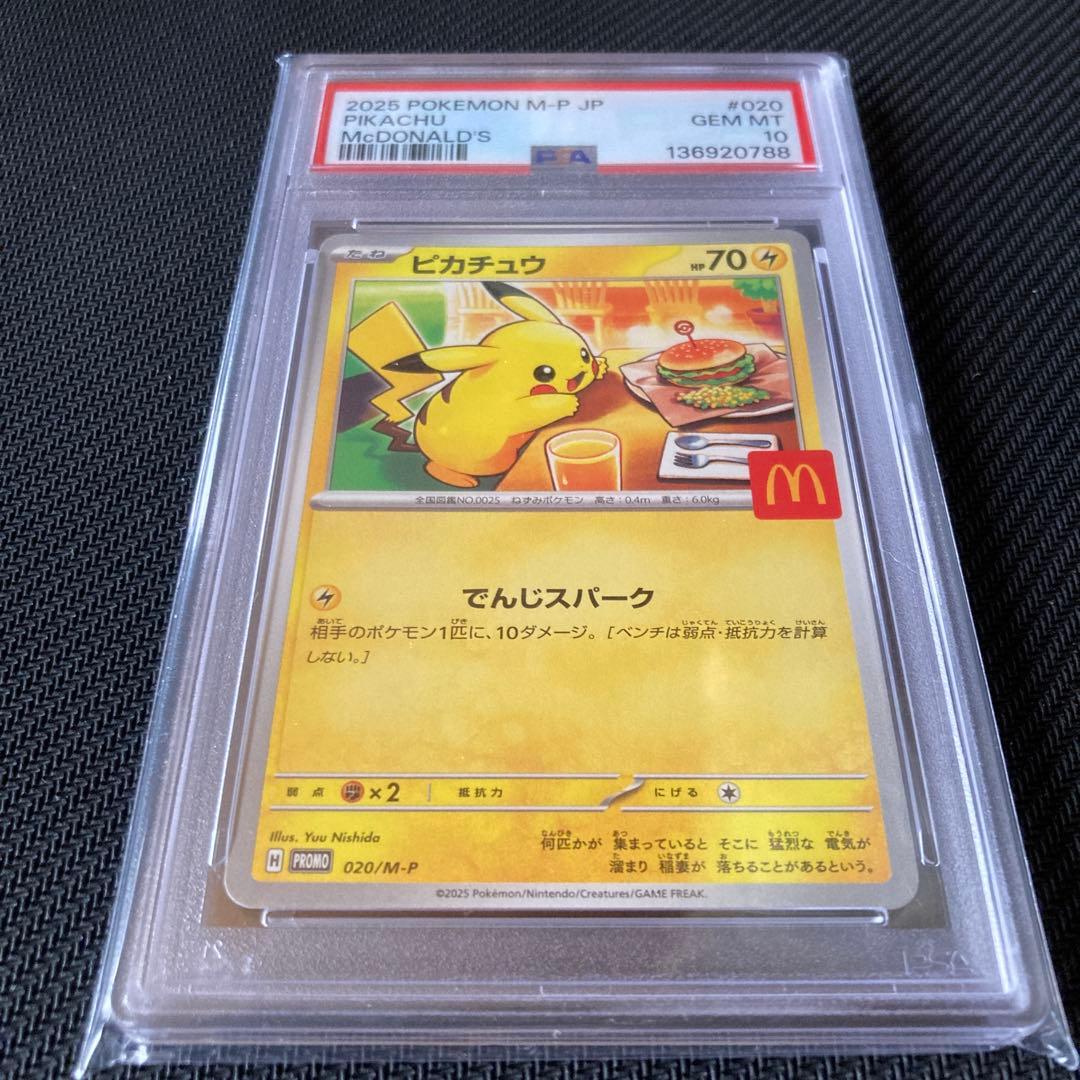 2025 POKEMON M-P JP #020
PIKACHU GEM MT
McDONALD'S 10
136920788
PSA
たね ピカチュウ HP70
全国図鑑NO.0025 ねずみポケモン 高さ:0.4m 重さ:6.0kg
でんじスパーク
相手のポケモン1匹に、10ダメージ。[ベンチは弱点・抵抗力を計算
しない。]
弱点 ×2 抵抗力 にげる
Illus. Yuu Nishida
何匹かが 集まっていると そこに 猛烈な 電気が
溜まり 稲妻が 落ちることがあるという。
H PROMO 020/M-P
©2025 Pokémon/Nintendo/Creatures/GAME FREAK.